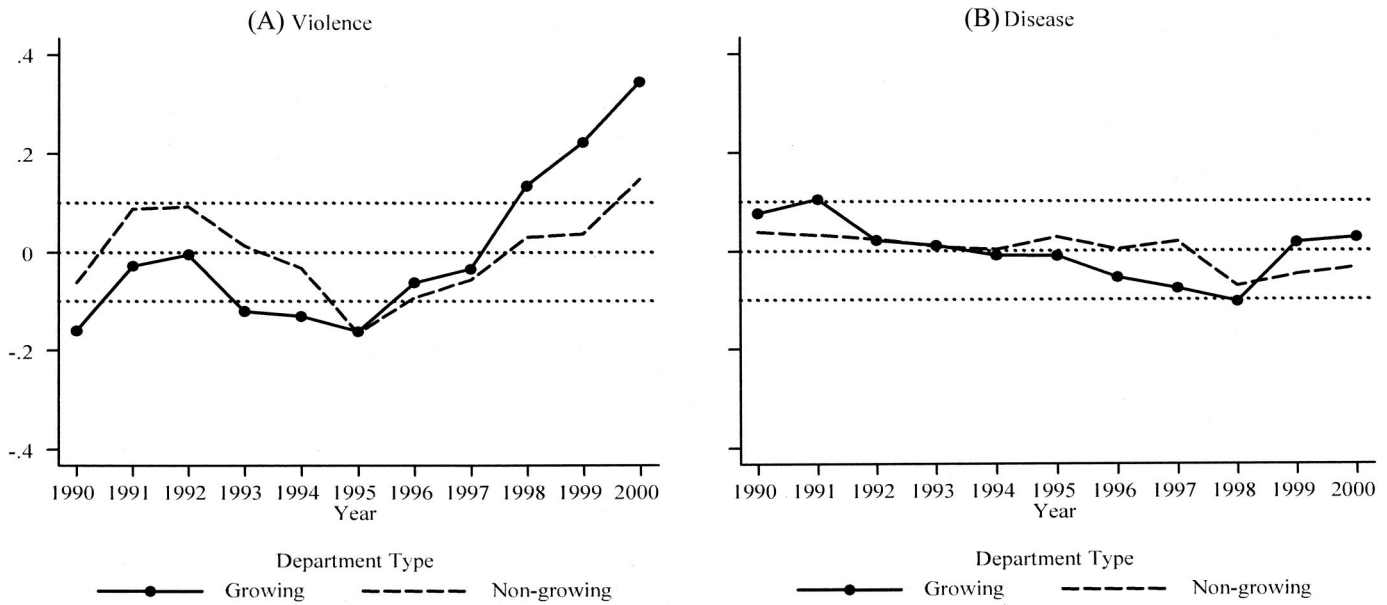 (A) Violence
.4
.2
0
-.2
-.4
1990 1991 1992 1993 1994 1995 1996 1997 1998 1999 2000
Year
Department Type
Growing Non-growing
(B) Disease
1990 1991 1992 1993 1994 1995 1996 1997 1998 1999 2000
Year
Department Type
Growing Non-growing